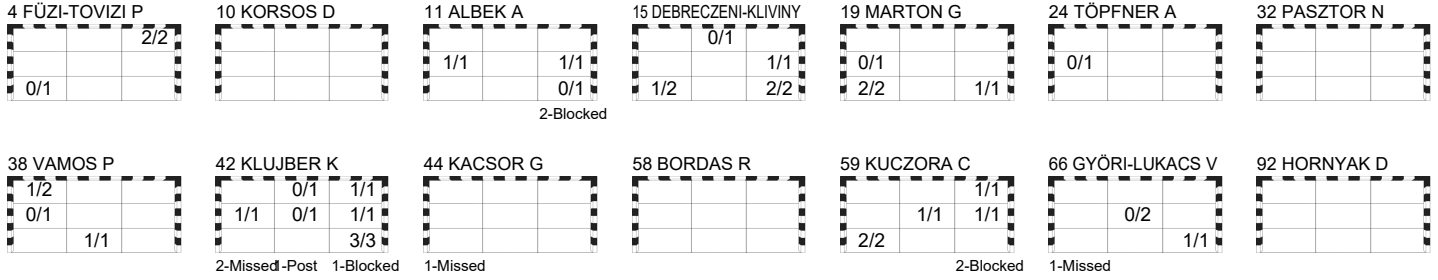 4 FÜZI-TOVIZI P 10 KORSOS D 11 ALBEK A 15 DEBRECZENI-KLIVINY 19 MARTON G 24 TÖPFNER A 32 PASZTOR N
2/2 0/1
1/1 1/1 1/1 0/1 0/1
0/1 0/1 1/2 2/2 2/2 1/1
2-Blocked
38 VAMOS P 42 KLUJBER K 44 KACSOR G 58 BORDAS R 59 KUCZORA C 66 GYÖRI-LUKACS V 92 HORNYAK D
1/2 0/1 1/1 1/1
0/1 1/1 0/1 1/1 1/1 1/1 0/2
1/1 3/3 2/2 1/1
2-Missed 1-Post 1-Blocked 1-Missed 2-Blocked 1-Missed